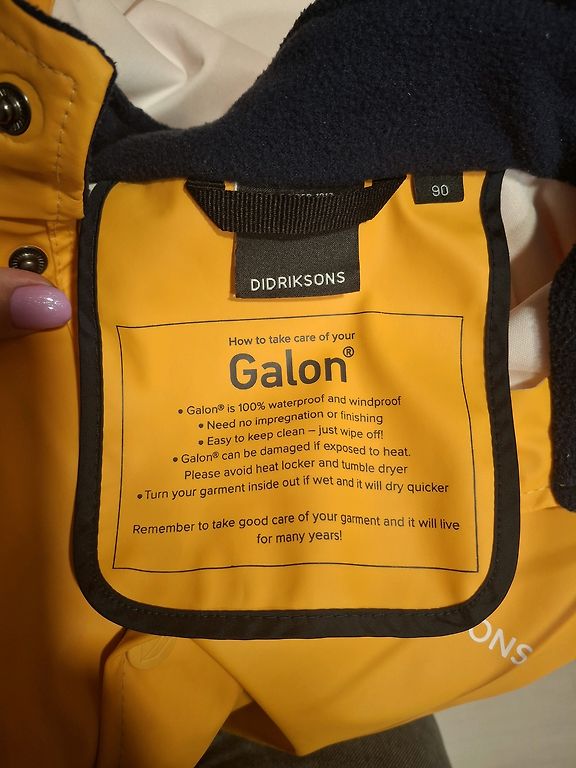 90
DIDRIKSONS
How to take care of your
Galon®
• Galon® is 100% waterproof and windproof
• Need no impregnation or finishing
• Easy to keep clean – just wipe off!
• Galon® can be damaged if exposed to heat.
Please avoid heat locker and tumble dryer
• Turn your garment inside out if wet and it will dry quicker
Remember to take good care of your garment and it will live
for many years!
ONS